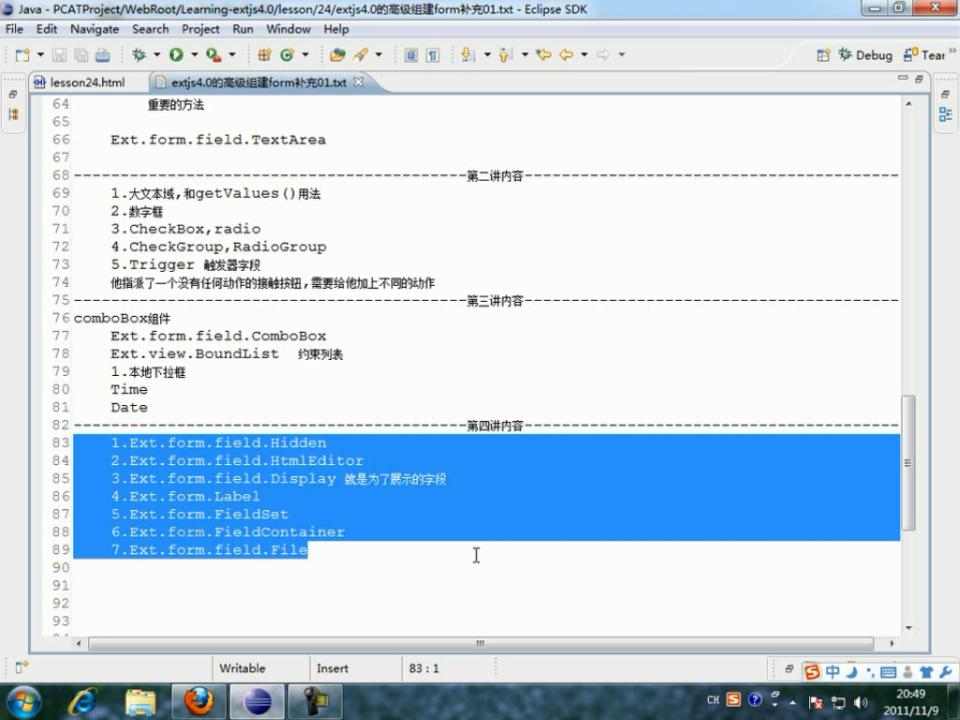 Java - PCATProject/WebRoot/Learning-extjs4.0/lesson/24/extjs4.0的高级组建form补充01.txt - Eclipse SDK
File Edit Navigate Search Project Run Window Help
Debug Tear
lesson24.html extjs4.0的高级组建form补充01.txt
64 重要的方法
65
66 Ext.form.field.TextArea
67
68 ------------------------------------------第二讲内容----------------------------------------
69 1.大文本域,和getValues()用法
70 2.数字框
71 3.CheckBox,radio
72 4.CheckGroup,RadioGroup
73 5.Trigger 触发器字段
74 他指派了一个没有任何动作的接触按钮,需要给他加上不同的动作
75 ------------------------------------------第三讲内容----------------------------------------
76 comboBox组件
77 Ext.form.field.ComboBox
78 Ext.view.BoundList 约束列表
79 1.本地下拉框
80 Time
81 Date
82 ------------------------------------------第四讲内容----------------------------------------
83 1.Ext.form.field.Hidden
84 2.Ext.form.field.HtmlEditor
85 3.Ext.form.field.Display 就是为了展示的字段
86 4.Ext.form.Label
87 5.Ext.form.FieldSet
88 6.Ext.form.FieldContainer
89 7.Ext.form.field.File
90
91
92
93
Writable Insert 83 : 1
中
CH
20:49
2011/11/9